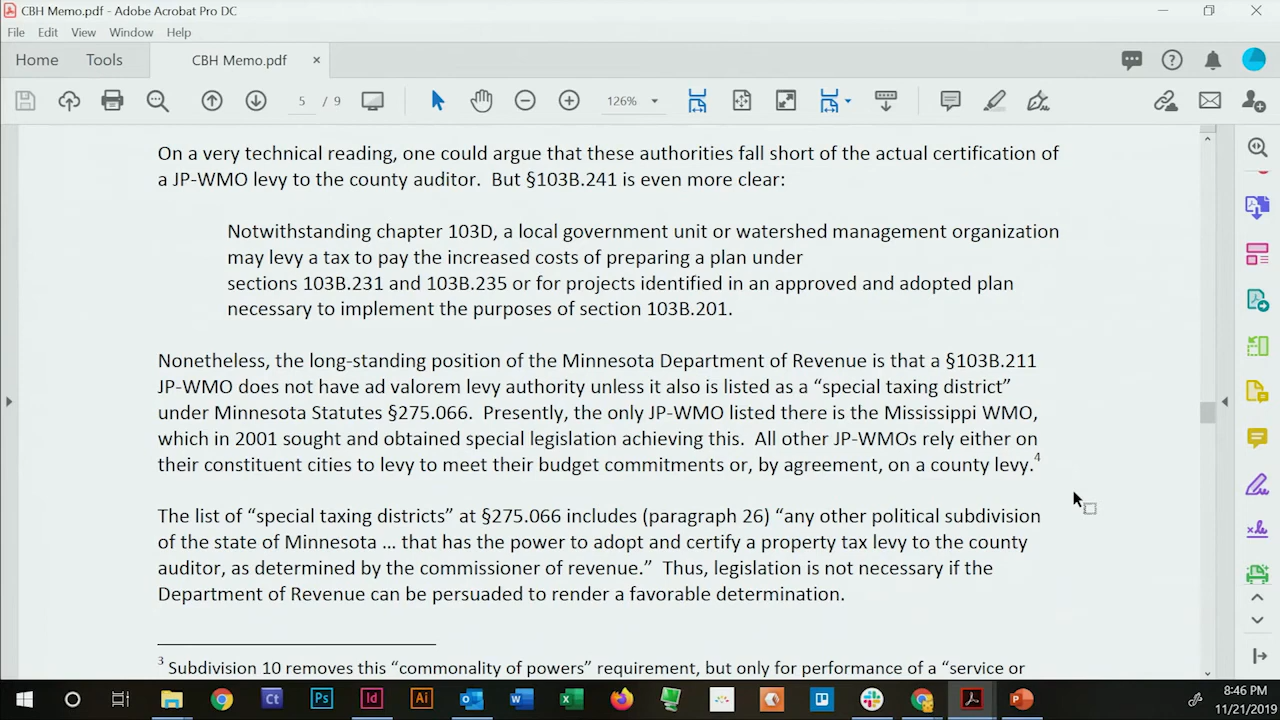 CBH Memo.pdf - Adobe Acrobat Pro DC
File Edit View Window Help
Home Tools CBH Memo.pdf ×
5 / 9 126%
On a very technical reading, one could argue that these authorities fall short of the actual certification of
a JP-WMO levy to the county auditor. But §103B.241 is even more clear:
Notwithstanding chapter 103D, a local government unit or watershed management organization
may levy a tax to pay the increased costs of preparing a plan under
sections 103B.231 and 103B.235 or for projects identified in an approved and adopted plan
necessary to implement the purposes of section 103B.201.
Nonetheless, the long-standing position of the Minnesota Department of Revenue is that a §103B.211
JP-WMO does not have ad valorem levy authority unless it also is listed as a “special taxing district”
under Minnesota Statutes §275.066. Presently, the only JP-WMO listed there is the Mississippi WMO,
which in 2001 sought and obtained special legislation achieving this. All other JP-WMOs rely either on
their constituent cities to levy to meet their budget commitments or, by agreement, on a county levy.4
The list of “special taxing districts” at §275.066 includes (paragraph 26) “any other political subdivision
of the state of Minnesota … that has the power to adopt and certify a property tax levy to the county
auditor, as determined by the commissioner of revenue.” Thus, legislation is not necessary if the
Department of Revenue can be persuaded to render a favorable determination.
3 Subdivision 10 removes this “commonality of powers” requirement, but only for performance of a “service or
Ct Ps Id Ai
8:46 PM
11/21/2019